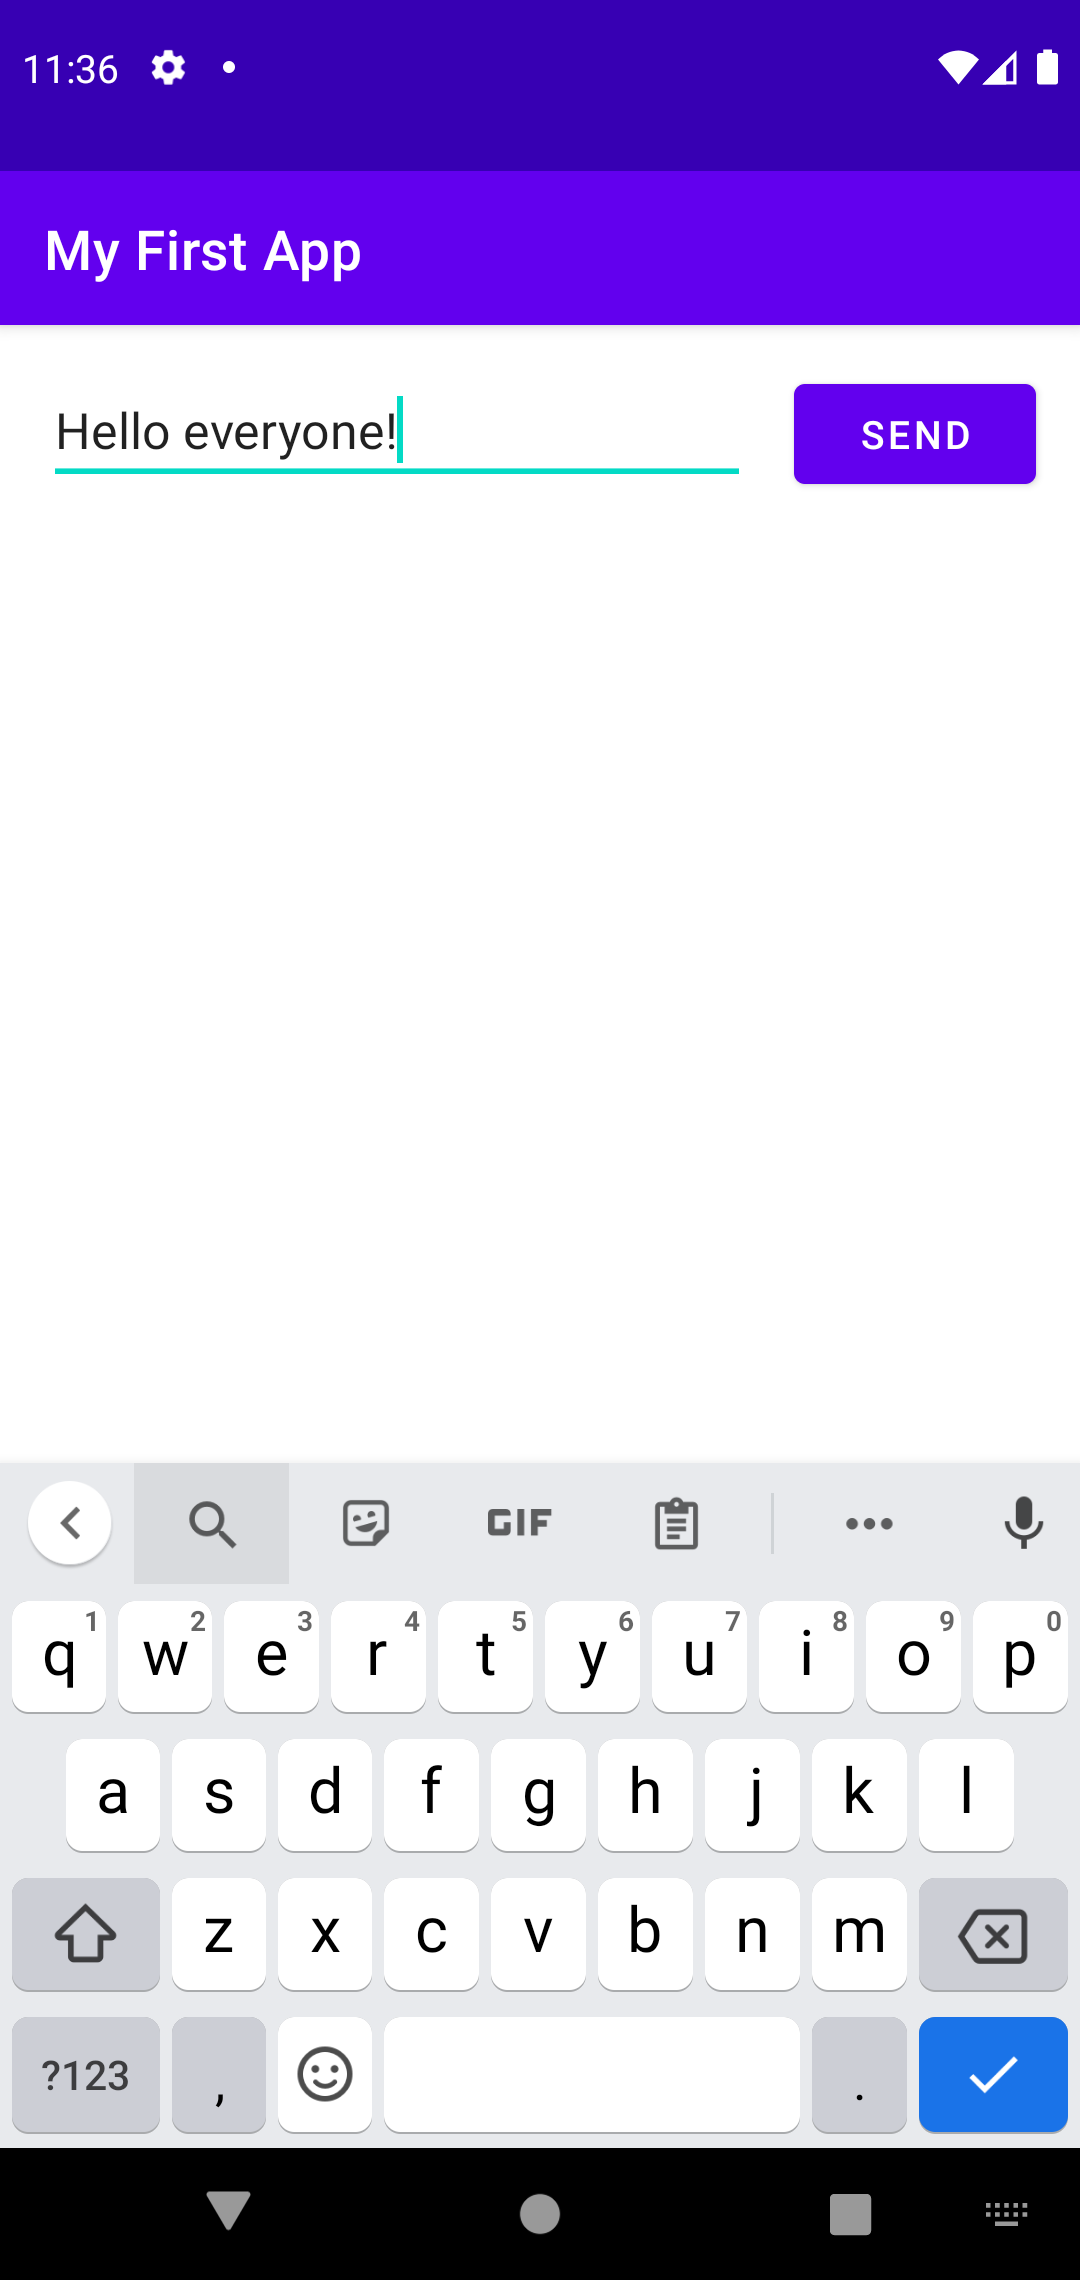 11:36
My First App
Hello everyone!
SEND
GIF
q 1 w 2 e 3 r 4 t 5 y 6 u 7 i 8 o 9 p 0
a s d f g h j k l
z x c v b n m
?123 , .